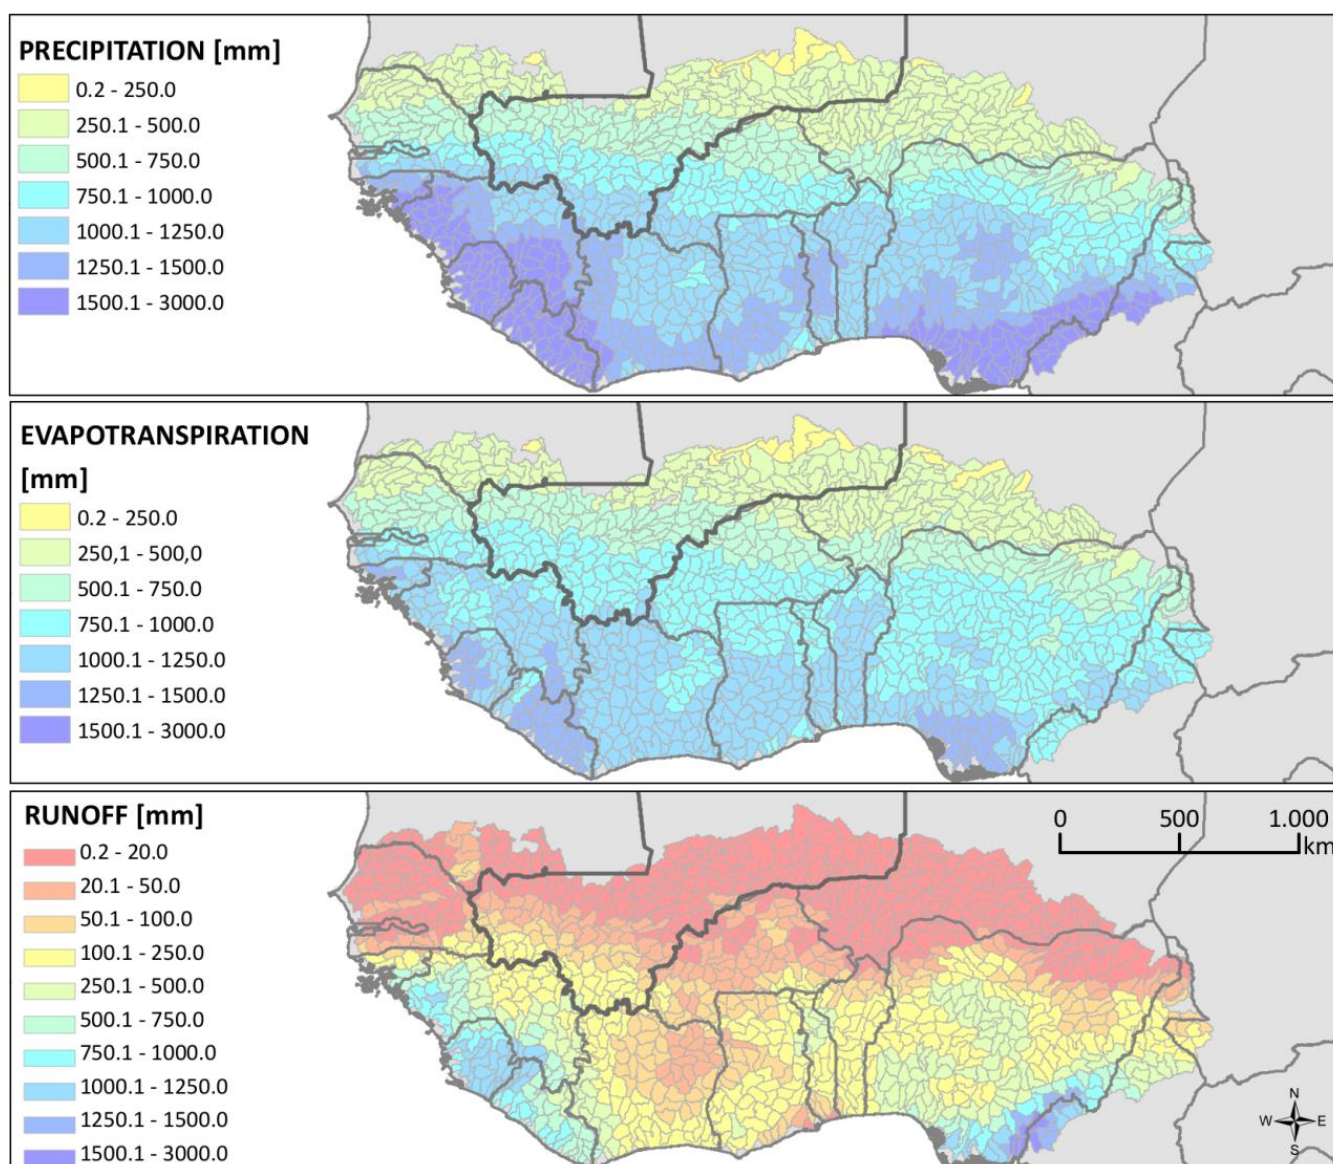 PRECIPITATION [mm]
0.2 - 250.0
250.1 - 500.0
500.1 - 750.0
750.1 - 1000.0
1000.1 - 1250.0
1250.1 - 1500.0
1500.1 - 3000.0
EVAPOTRANSPIRATION
[mm]
0.2 - 250.0
250,1 - 500,0
500.1 - 750.0
750.1 - 1000.0
1000.1 - 1250.0
1250.1 - 1500.0
1500.1 - 3000.0
RUNOFF [mm]
0.2 - 20.0
20.1 - 50.0
50.1 - 100.0
100.1 - 250.0
250.1 - 500.0
500.1 - 750.0
750.1 - 1000.0
1000.1 - 1250.0
1250.1 - 1500.0
1500.1 - 3000.0
0 500 1.000
km
N
W E
S